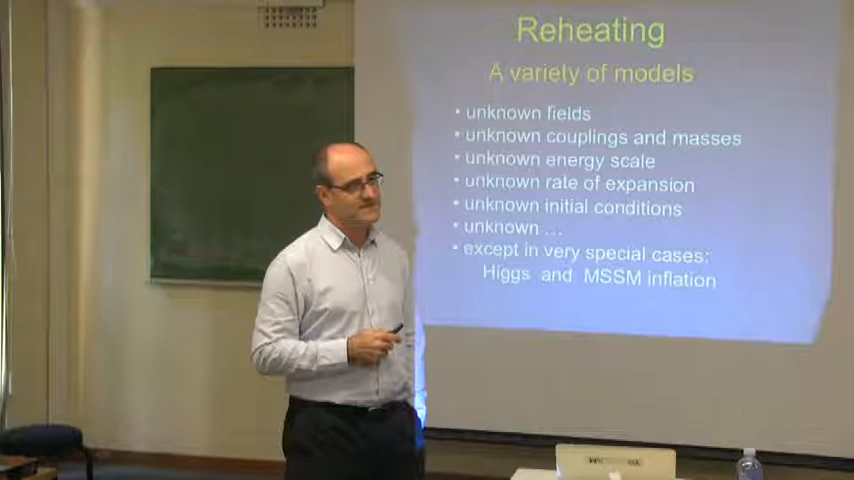 Reheating
A variety of models
• unknown fields
• unknown couplings and masses
• unknown energy scale
• unknown rate of expansion
• unknown initial conditions
• unknown ...
• except in very special cases:
Higgs and MSSM inflation